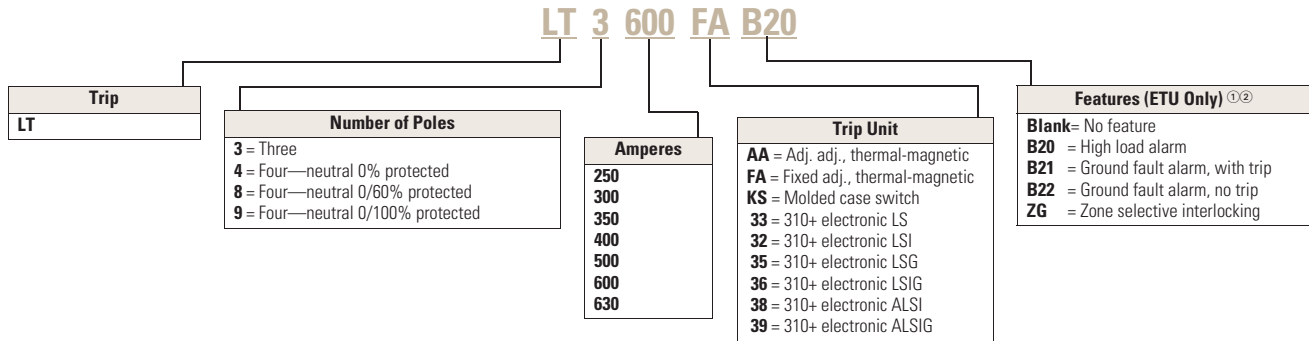 LT 3 600 FA B20
Trip
LT
Number of Poles
3 = Three
4 = Four—neutral 0% protected
8 = Four—neutral 0/60% protected
9 = Four—neutral 0/100% protected
Amperes
250
300
350
400
500
600
630
Trip Unit
AA = Adj. adj., thermal-magnetic
FA = Fixed adj., thermal-magnetic
KS = Molded case switch
33 = 310+ electronic LS
32 = 310+ electronic LSI
35 = 310+ electronic LSG
36 = 310+ electronic LSIG
38 = 310+ electronic ALSI
39 = 310+ electronic ALSIG
Features (ETU Only) ①②
Blank= No feature
B20 = High load alarm
B21 = Ground fault alarm, with trip
B22 = Ground fault alarm, no trip
ZG = Zone selective interlocking